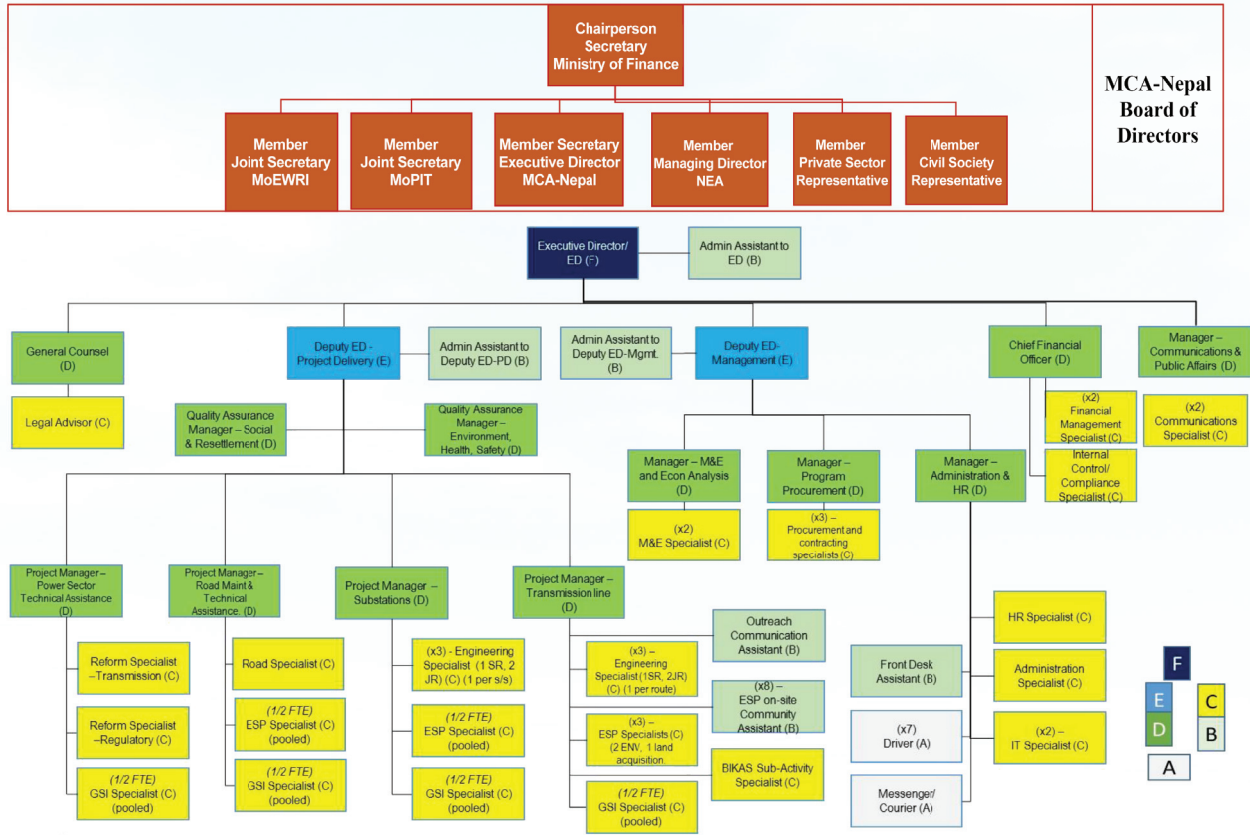 Chairperson
Secretary
Ministry of Finance
MCA-Nepal
Board of
Directors
Member
Joint Secretary
MoEWRI
Member
Joint Secretary
MoPIT
Member Secretary
Executive Director
MCA-Nepal
Member
Managing Director
NEA
Member
Private Sector
Representative
Member
Civil Society
Representative
Executive Director/
ED (F)
Admin Assistant to
ED (B)
General Counsel
(D)
Deputy ED -
Project Delivery (E)
Admin Assistant to
Deputy ED-PD (B)
Admin Assistant to
Deputy ED-Mgmt.
(B)
Deputy ED-
Management (E)
Chief Financial
Officer (D)
Manager –
Communications &
Public Affairs (D)
Legal Advisor (C)
Quality Assurance
Manager – Social
& Resettlement (D)
Quality Assurance
Manager –
Environment,
Health, Safety (D)
(x2)
Financial
Management
Specialist (C)
(x2)
Communications
Specialist (C)
Internal
Control/
Compliance
Specialist (C)
Manager – M&E
and Econ Analysis
(D)
Manager –
Program
Procurement (D)
Manager –
Administration &
HR (D)
(x2)
M&E Specialist (C)
(x3) –
Procurement and
contracting
specialists (C)
Project Manager –
Power Sector
Technical Assistance
(D)
Project Manager –
Road Maint &
Technical
Assistance. (D)
Project Manager –
Substations (D)
Project Manager –
Transmission line
(D)
Reform Specialist
–Transmission (C)
Reform Specialist
–Regulatory (C)
(1/2 FTE)
GSI Specialist (C)
(pooled)
Road Specialist (C)
(1/2 FTE)
ESP Specialist (C)
(pooled)
(1/2 FTE)
GSI Specialist (C)
(pooled)
(x3) - Engineering
Specialist (1 SR, 2
JR) (C) (1 per s/s)
(1/2 FTE)
ESP Specialist (C)
(pooled)
(1/2 FTE)
GSI Specialist (C)
(pooled)
(x3) –
Engineering
Specialist (1SR, 2JR)
(C) (1 per route)
(x3) –
ESP Specialists (C)
(2 ENV, 1 land
acquisition.
(1/2 FTE)
GSI Specialist (C)
(pooled)
Outreach
Communication
Assistant (B)
(x8) –
ESP on-site
Community
Assistant (B)
BIKAS Sub-Activity
Specialist (C)
Front Desk
Assistant (B)
(x7)
Driver (A)
Messenger/
Courier (A)
HR Specialist (C)
Administration
Specialist (C)
(x2) –
IT Specialist (C)
F
E
C
D
B
A